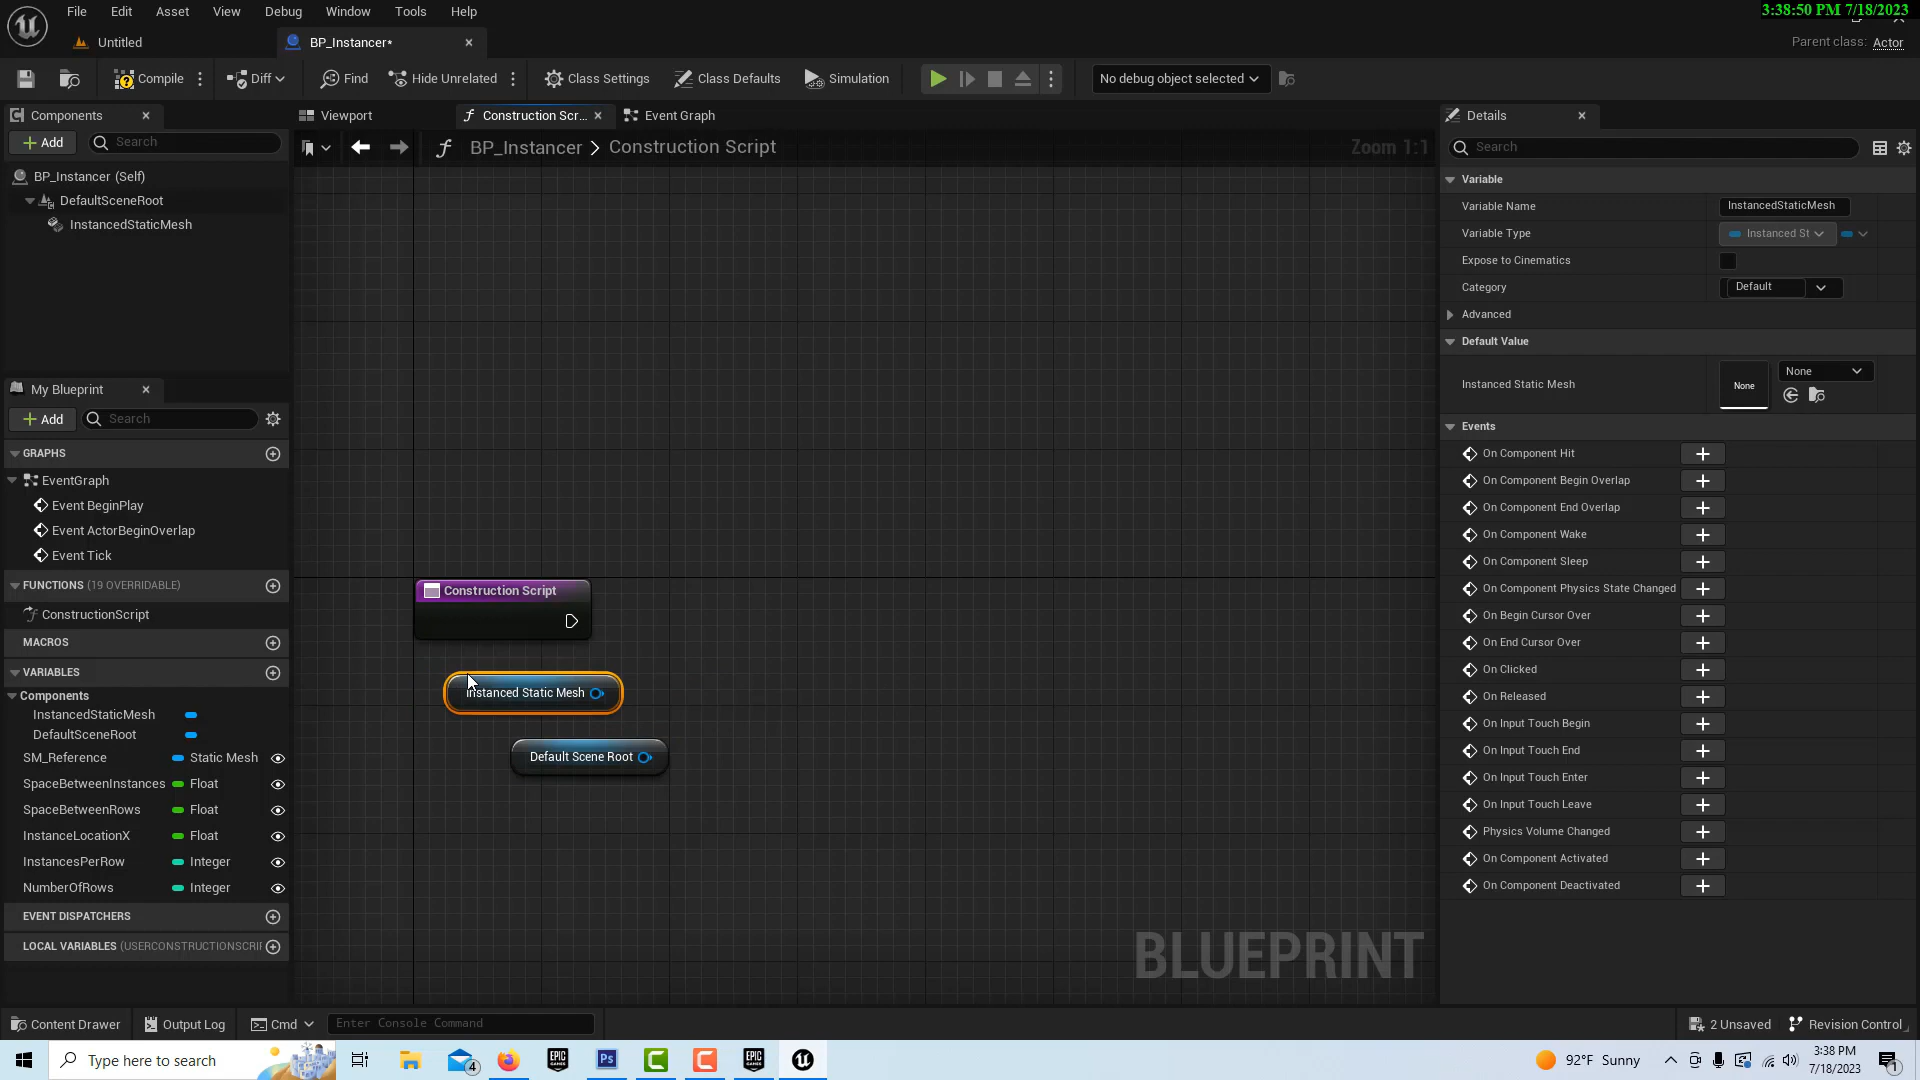 3:38:50 PM 7/18/2023
File Edit Asset View Debug Window Tools Help
Untitled
BP_Instancer*
Parent class: Actor
Compile
Diff
Find
Hide Unrelated
Class Settings
Class Defaults
Simulation
No debug object selected
Components
Add
Search
BP_Instancer (Self)
DefaultSceneRoot
InstancedStaticMesh
My Blueprint
Add
Search
GRAPHS
EventGraph
Event BeginPlay
Event ActorBeginOverlap
Event Tick
FUNCTIONS (19 OVERRIDABLE)
ConstructionScript
MACROS
VARIABLES
Components
InstancedStaticMesh
DefaultSceneRoot
SM_Reference Static Mesh
SpaceBetweenInstances Float
SpaceBetweenRows Float
InstanceLocationX Float
InstancesPerRow Integer
NumberOfRows Integer
EVENT DISPATCHERS
LOCAL VARIABLES (USERCONSTRUCTIONSCRI
Viewport
Construction Scr...
Event Graph
BP_Instancer > Construction Script
Zoom 1:1
Construction Script
Instanced Static Mesh
Default Scene Root
BLUEPRINT
Details
Search
Variable
Variable Name InstancedStaticMesh
Variable Type Instanced St
Expose to Cinematics
Category Default
Advanced
Default Value
Instanced Static Mesh None None
Events
On Component Hit
On Component Begin Overlap
On Component End Overlap
On Component Wake
On Component Sleep
On Component Physics State Changed
On Begin Cursor Over
On End Cursor Over
On Clicked
On Released
On Input Touch Begin
On Input Touch End
On Input Touch Enter
On Input Touch Leave
Physics Volume Changed
On Component Activated
On Component Deactivated
Content Drawer
Output Log
Cmd
Enter Console Command
2 Unsaved
Revision Control
Type here to search
4
EPIC GAMES
Ps
EPIC GAMES
92°F Sunny
3:38 PM
7/18/2023
1